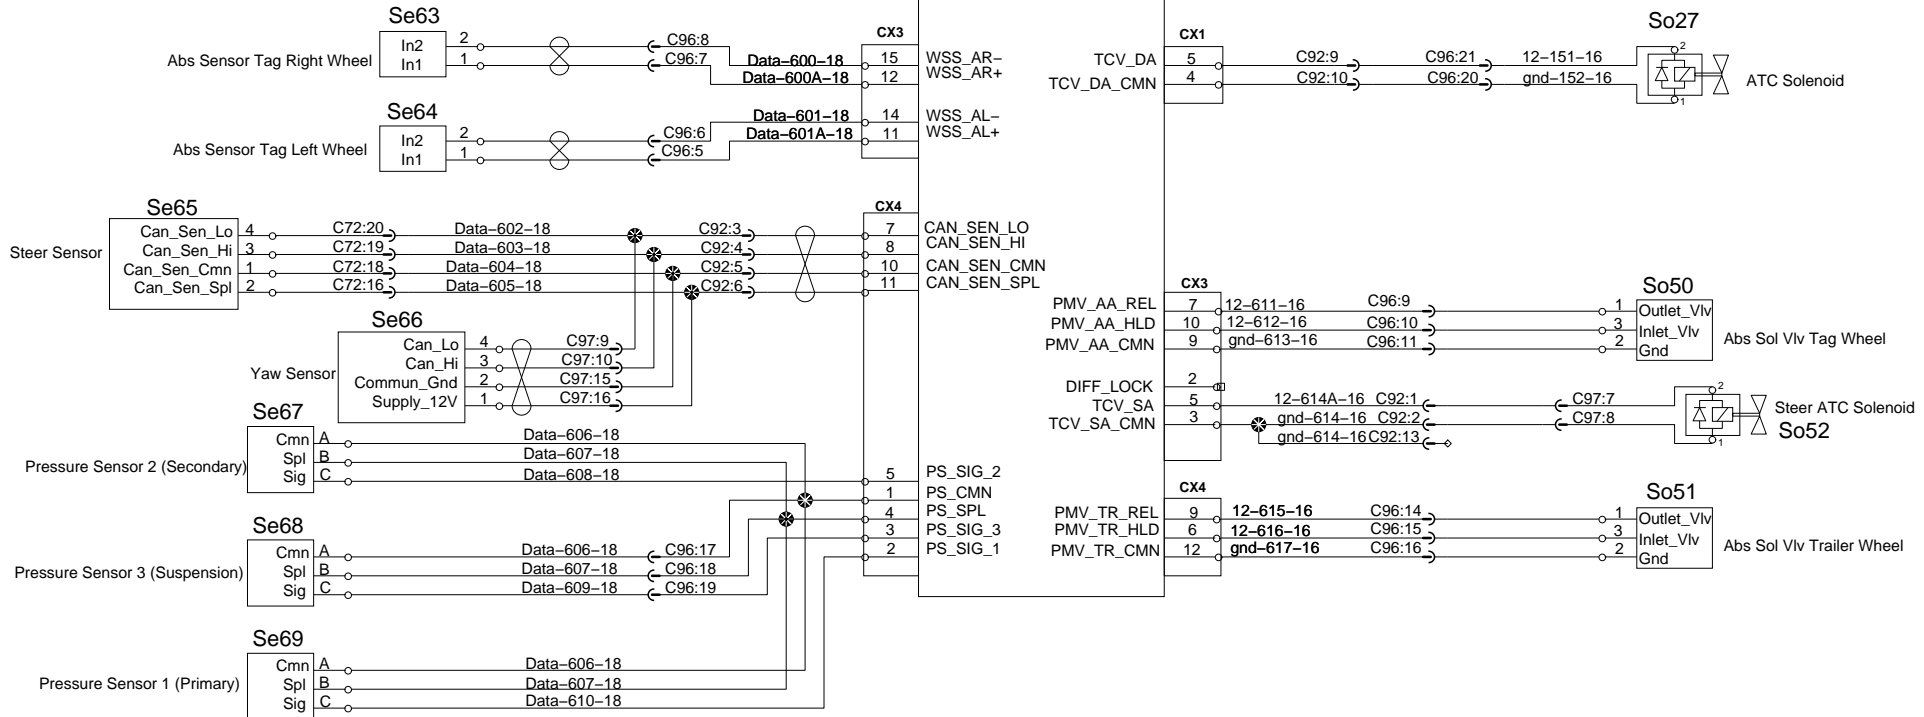 Se63
Abs Sensor Tag Right Wheel
In2 2 C96:8
In1 1 C96:7
Data-600-18
Data-600A-18
CX3
15 WSS_AR-
12 WSS_AR+
Se64
Abs Sensor Tag Left Wheel
In2 2 C96:6
In1 1 C96:5
Data-601-18
Data-601A-18
14 WSS_AL-
11 WSS_AL+
Se65
Steer Sensor
Can_Sen_Lo 4 C72:20 Data-602-18 C92:3
Can_Sen_Hi 3 C72:19 Data-603-18 C92:4
Can_Sen_Cmn 1 C72:18 Data-604-18 C92:5
Can_Sen_Spl 2 C72:16 Data-605-18 C92:6
CX4
7 CAN_SEN_LO
8 CAN_SEN_HI
10 CAN_SEN_CMN
11 CAN_SEN_SPL
Se66
Yaw Sensor
Can_Lo 4 C97:9
Can_Hi 3 C97:10
Commun_Gnd 2 C97:15
Supply_12V 1 C97:16
Se67
Pressure Sensor 2 (Secondary)
Cmn A Data-606-18
Spl B Data-607-18
Sig C Data-608-18
5 PS_SIG_2
1 PS_CMN
4 PS_SPL
3 PS_SIG_3
2 PS_SIG_1
Se68
Pressure Sensor 3 (Suspension)
Cmn A Data-606-18 C96:17
Spl B Data-607-18 C96:18
Sig C Data-609-18 C96:19
Se69
Pressure Sensor 1 (Primary)
Cmn A Data-606-18
Spl B Data-607-18
Sig C Data-610-18
CX1
TCV_DA 5 C92:9 C96:21 12-151-16
TCV_DA_CMN 4 C92:10 C96:20 gnd-152-16
So27
2
1
ATC Solenoid
CX3
PMV_AA_REL 7 12-611-16 C96:9 1 Outlet_Vlv
PMV_AA_HLD 10 12-612-16 C96:10 3 Inlet_Vlv
PMV_AA_CMN 9 gnd-613-16 C96:11 2 Gnd
So50
Abs Sol Vlv Tag Wheel
DIFF_LOCK 2
TCV_SA 5 12-614A-16 C92:1 C97:7
TCV_SA_CMN 3 gnd-614-16 C92:2 C97:8
gnd-614-16 C92:13
2
1
Steer ATC Solenoid
So52
CX4
PMV_TR_REL 9 12-615-16 C96:14 1 Outlet_Vlv
PMV_TR_HLD 6 12-616-16 C96:15 3 Inlet_Vlv
PMV_TR_CMN 12 gnd-617-16 C96:16 2 Gnd
So51
Abs Sol Vlv Trailer Wheel